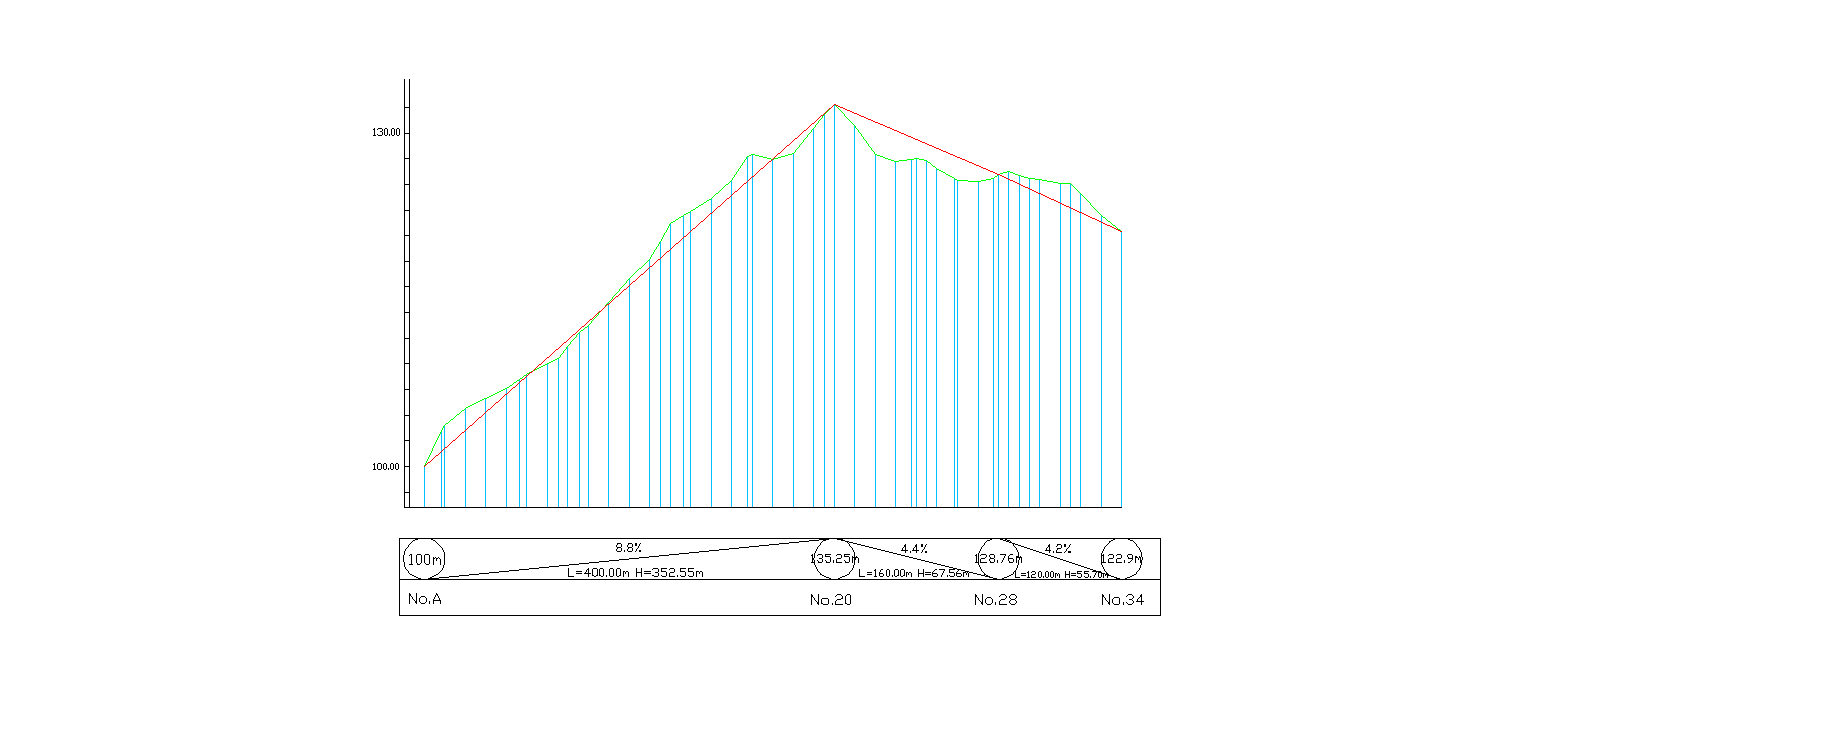 130.00
100.00
8.8%
4.4%
4.2%
100m
135.25m
128.76m
122.9m
L=400.00m H=352.55m
L=160.00m H=67.56m
L=120.00m H=55.70m
No.A
No.20
No.28
No.34